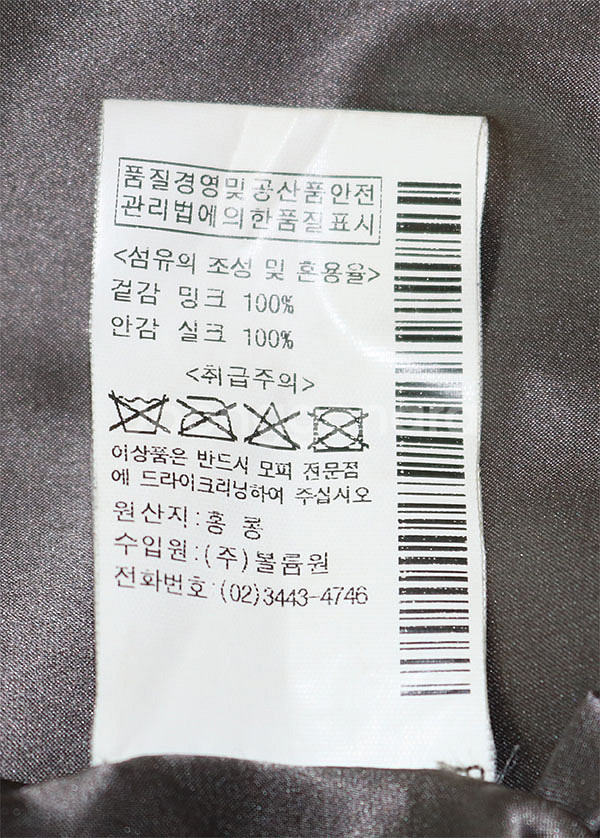 품질경영및공산품안전
관리법에의한품질표시
<섬유의 조성 및 혼용율>
겉감 밍크 100%
안감 실크 100%
<취급주의>
이상품은 반드시 모피 전문점
에 드라이크리닝하여 주십시오
원산지:홍 콩
수입원:(주)볼륨원
전화번호:(02)3443-4746